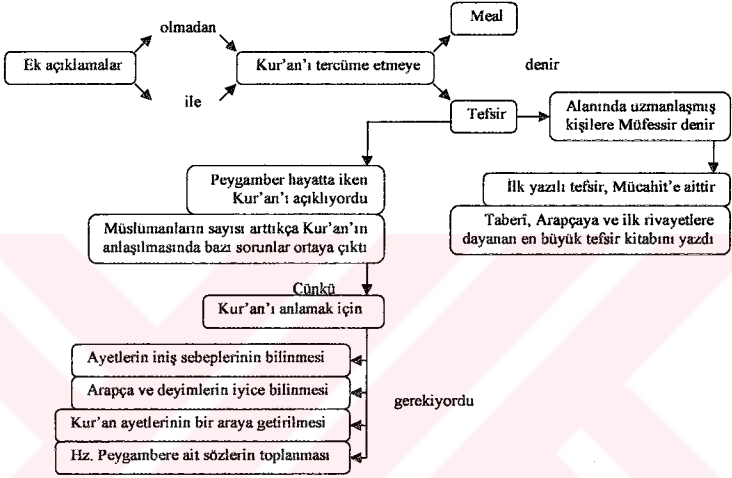 Ek açıklamalar
olmadan
ile
Kur'an'ı tercüme etmeye
Meal
denir
Tefsir
Alanında uzmanlaşmış
kişilere Müfessir denir
Peygamber hayatta iken
Kur'an'ı açıklıyordu
Müslümanların sayısı arttıkça Kur'an'ın
anlaşılmasında bazı sorunlar ortaya çıktı
İlk yazılı tefsir, Mücahit'e aittir
Taberî, Arapçaya ve ilk rivayetlere
dayanan en büyük tefsir kitabını yazdı
Çünkü
Kur'an'ı anlamak için
Ayetlerin iniş sebeplerinin bilinmesi
Arapça ve deyimlerin iyice bilinmesi
Kur'an ayetlerinin bir araya getirilmesi
Hz. Peygambere ait sözlerin toplanması
gerekiyordu